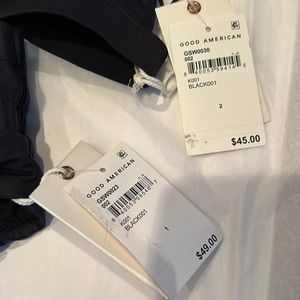 GOOD AMERICAN
GSW0030
002
K001
BLACK001
2
$45.00
GOOD AMERICAN
GSW0023
002
K001
BLACK001
1
$49.00